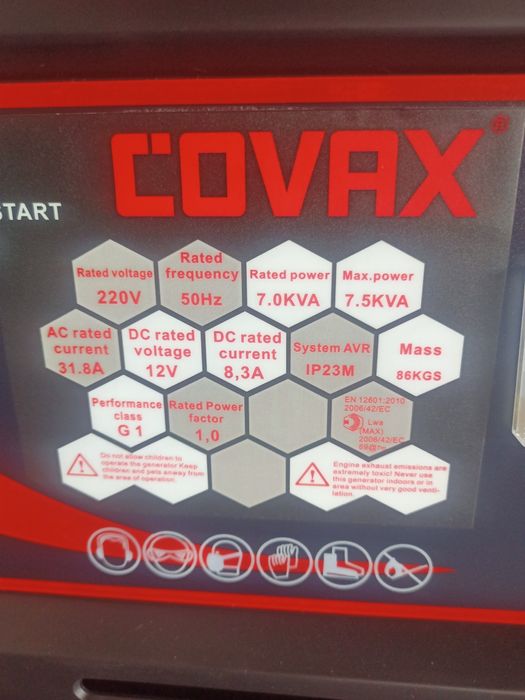 COVAX®
START
Rated voltage
220V
Rated
frequency
50Hz
Rated power
7.0KVA
Max.power
7.5KVA
AC rated
current
31.8A
DC rated
voltage
12V
DC rated
current
8,3A
System AVR
IP23M
Mass
86KGS
Performance
class
G 1
Rated Power
factor
1,0
EN 12601:2010
2006/42/EC
Lwa
(MAX)
2006/42/EC
Do not allow children to
operate the generator Keep
children and pets away from
the area of operation.
Engine exhaust emissions are
extremely toxic! Never use
this generator indoors or in
area without very good venti-
lation.